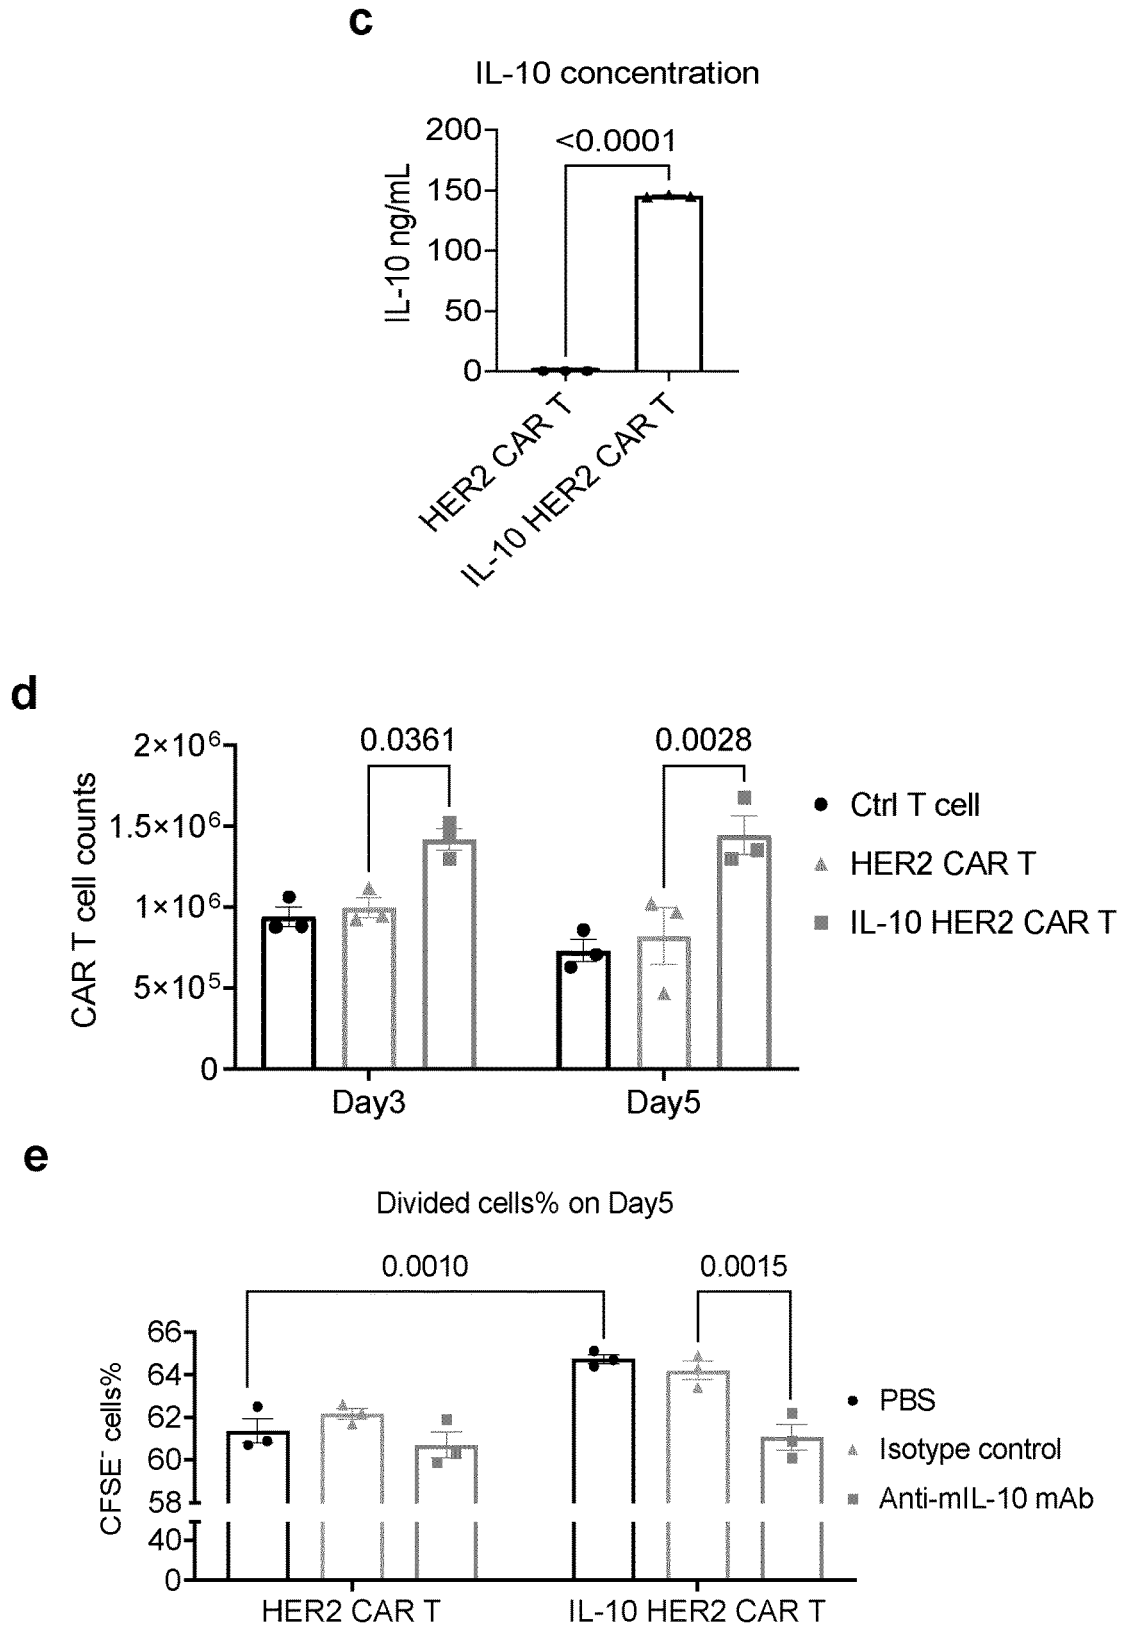 c
IL-10 concentration
<0.0001
200
150
100
50
0
IL-10 ng/mL
HER2 CAR T
IL-10 HER2 CAR T
d
0.0361
0.0028
2×10⁶
1.5×10⁶
1×10⁶
5×10⁵
0
CAR T cell counts
Day3
Day5
Ctrl T cell
HER2 CAR T
IL-10 HER2 CAR T
e
Divided cells% on Day5
0.0010
0.0015
66
64
62
60
58
40
0
CFSE⁻ cells%
HER2 CAR T
IL-10 HER2 CAR T
PBS
Isotype control
Anti-mIL-10 mAb